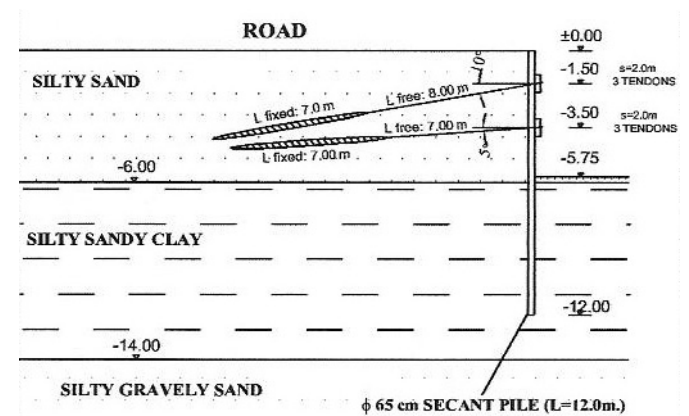 ROAD
±0.00
SILTY SAND
10°
-1.50
s=2.0m
3 TENDONS
L fixed: 7.0 m
L free: 8.00 m
-3.50
s=2.0m
3 TENDONS
L free: 7.00 m
L fixed: 7.00 m
5°
-5.75
-6.00
SILTY SANDY CLAY
-12.00
-14.00
SILTY GRAVELY SAND
ϕ 65 cm SECANT PILE (L=12.0m.)